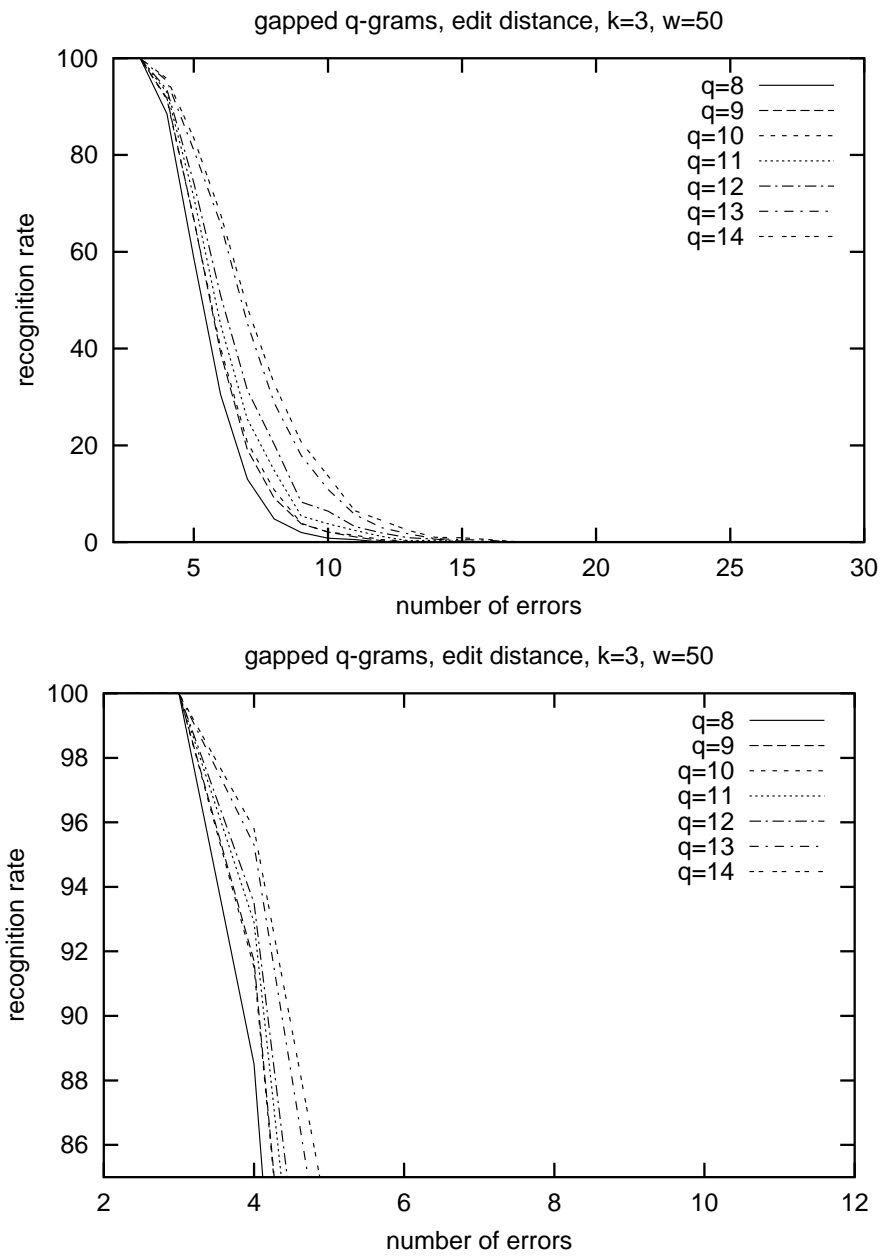 gapped q-grams, edit distance, k=3, w=50
100
80
60
40
20
0
recognition rate
q=8
q=9
q=10
q=11
q=12
q=13
q=14
5 10 15 20 25 30
number of errors
gapped q-grams, edit distance, k=3, w=50
100
98
96
94
92
90
88
86
recognition rate
q=8
q=9
q=10
q=11
q=12
q=13
q=14
2 4 6 8 10 12
number of errors